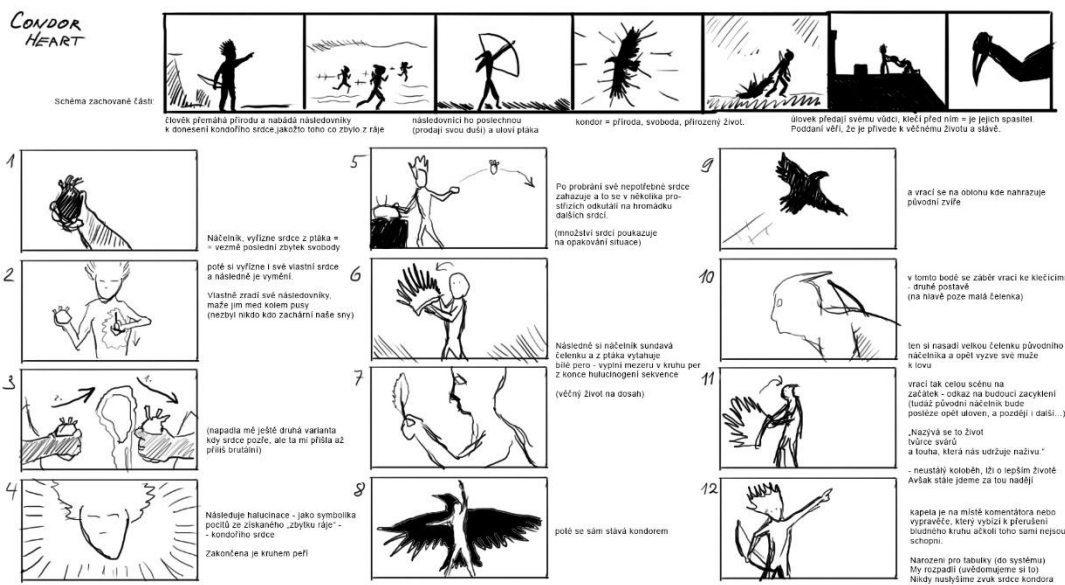 CONDOR
HEART
Schéma zachované části:
člověk přemáhá přírodu a nabádá následovníky
k donesení kondořího srdce,jakožto toho co zbylo z ráje
následovníci ho poslechnou
(prodají svou duši) a uloví ptáka
kondor = příroda, svoboda, přirozený život.
úlovek předají svému vůdci, klečí před ním = je jejich spasitel.
Poddaní věří, že je přivede k věčnému životu a slávě.
1
Náčelník, vyřízne srdce z ptáka =
= vezmě poslední zbytek svobody
2
poté si vyřízne i své vlastní srdce
a následně je vymění.
Vlastně zradí své následovníky,
maže jim med kolem pusy
(nezbyl nikdo kdo zachární naše sny)
3
1.
(napadla mě ještě druhá varianta
kdy srdce pozře, ale ta mi přišla až
příliš brutální)
4
Následuje halucinace - jako symbolika
pocitů ze získaného „zbytku ráje" -
- kondořího srdce
Zakončena je kruhem peří
5
Po probrání své nepotřebné srdce
zahazuje a to se v několika pro-
střizích odkutálí na hromádku
dalších srdcí.
(množství srdcí poukazuje
na opakování situace)
6
Následně si náčelník sundavá
čelenku a z ptáka vytahuje
bílé pero - vyplní mezeru v kruhu per
z konce hulucinogení sekvence
7
(věčný život na dosah)
8
poté se sám stává kondorem
9
a vrací se na oblohu kde nahrazuje
původní zvíře
10
v tomto bodě se záběr vrací ke klečícímu
- druhé postavě
(na hlavě poze malá čelenka)
ten si nasadí velkou čelenku původního
náčelníka a opět vyzve své muže
k lovu
11
vrací tak celou scénu na
začátek - odkaz na budoucí zacyklení
(tudáž původní náčelník bude
posléze opět uloven, a později i další...)
„Nazývá se to život
tvůrce svárů
a touha, která nás udržuje naživu."
- neustálý koloběh, lži o lepším životě
Avšak stále jdeme za tou nadějí
12
kapela je na místě komentátora nebo
vypravěče, který vybízí k přerušení
bludného kruhu ačkoli toho sami nejsou
schopni.
Narozeni pro tabulky (do systému)
My rozpadlí (uvědomujeme si to)
Nikdy nuslyšíme zvuk srdce kondora